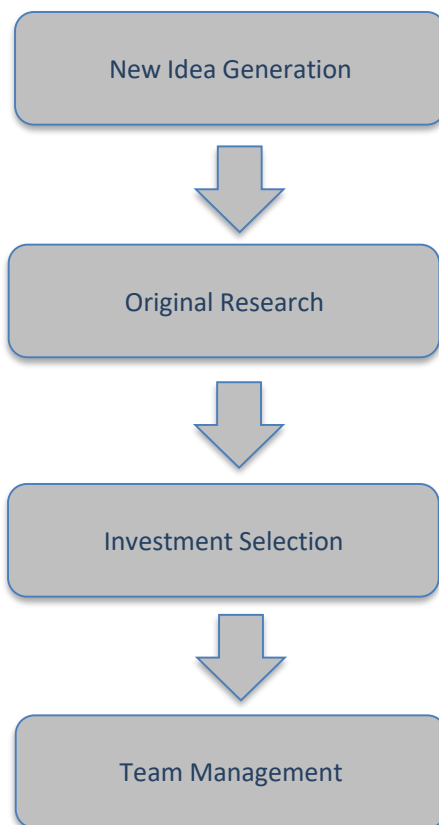 New Idea Generation
Original Research
Investment Selection
Team Management